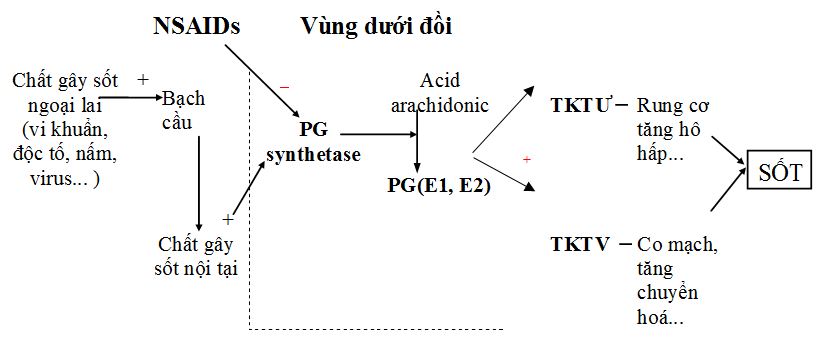 NSAIDs
Vùng dưới đồi
Chất gây sốt
ngoại lai
(vi khuẩn,
độc tố, nấm,
virus... )
+
Bạch
cầu
+
Chất gây
sốt nội tại
–
PG
synthetase
Acid
arachidonic
PG(E1, E2)
+
TKTƯ – Rung cơ
tăng hô
hấp...
TKTV – Co mạch,
tăng
chuyển
hoá...
SỐT